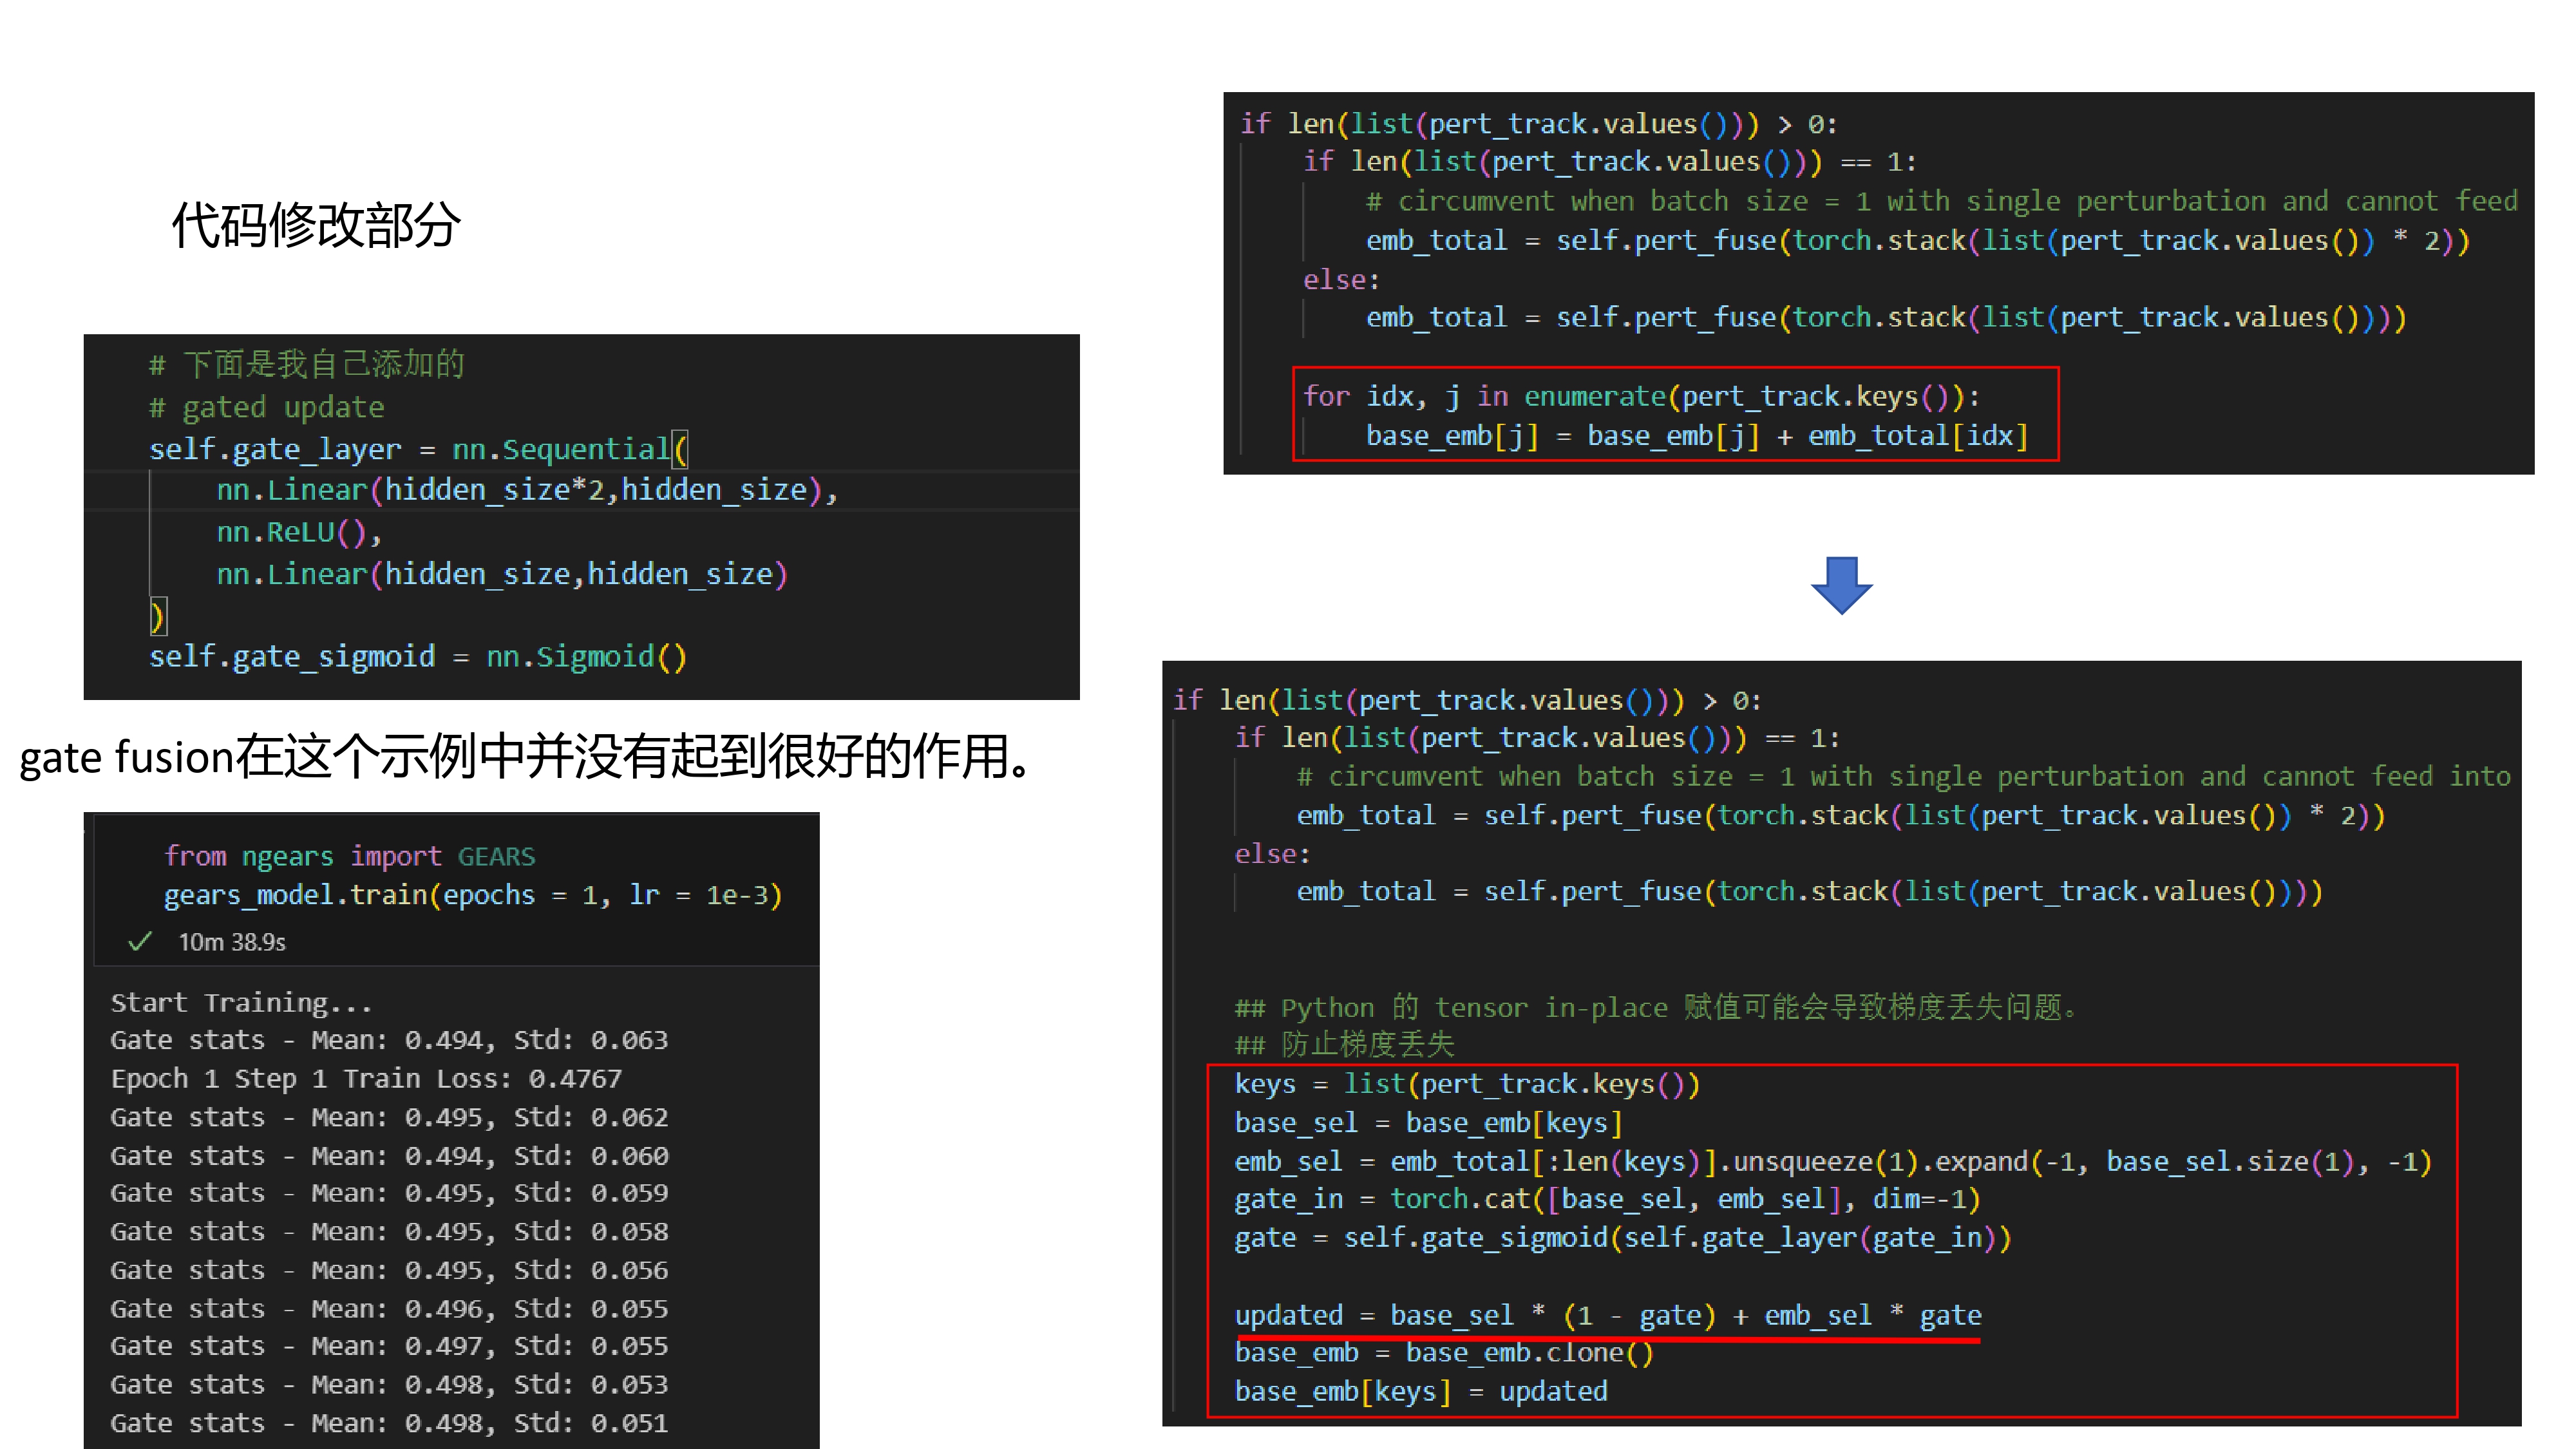 代码修改部分
# 下面是我自己添加的
# gated update
self.gate_layer = nn.Sequential(
nn.Linear(hidden_size*2,hidden_size),
nn.ReLU(),
nn.Linear(hidden_size,hidden_size)
)
self.gate_sigmoid = nn.Sigmoid()
gate fusion在这个示例中并没有起到很好的作用。
from ngears import GEARS
gears_model.train(epochs = 1, lr = 1e-3)
✓ 10m 38.9s
Start Training...
Gate stats - Mean: 0.494, Std: 0.063
Epoch 1 Step 1 Train Loss: 0.4767
Gate stats - Mean: 0.495, Std: 0.062
Gate stats - Mean: 0.494, Std: 0.060
Gate stats - Mean: 0.495, Std: 0.059
Gate stats - Mean: 0.495, Std: 0.058
Gate stats - Mean: 0.495, Std: 0.056
Gate stats - Mean: 0.496, Std: 0.055
Gate stats - Mean: 0.497, Std: 0.055
Gate stats - Mean: 0.498, Std: 0.053
Gate stats - Mean: 0.498, Std: 0.051
if len(list(pert_track.values())) > 0:
if len(list(pert_track.values())) == 1:
# circumvent when batch size = 1 with single perturbation and cannot feed
emb_total = self.pert_fuse(torch.stack(list(pert_track.values()) * 2))
else:
emb_total = self.pert_fuse(torch.stack(list(pert_track.values())))
for idx, j in enumerate(pert_track.keys()):
base_emb[j] = base_emb[j] + emb_total[idx]
if len(list(pert_track.values())) > 0:
if len(list(pert_track.values())) == 1:
# circumvent when batch size = 1 with single perturbation and cannot feed into
emb_total = self.pert_fuse(torch.stack(list(pert_track.values()) * 2))
else:
emb_total = self.pert_fuse(torch.stack(list(pert_track.values())))
## Python 的 tensor in-place 赋值可能会导致梯度丢失问题。
## 防止梯度丢失
keys = list(pert_track.keys())
base_sel = base_emb[keys]
emb_sel = emb_total[:len(keys)].unsqueeze(1).expand(-1, base_sel.size(1), -1)
gate_in = torch.cat([base_sel, emb_sel], dim=-1)
gate = self.gate_sigmoid(self.gate_layer(gate_in))
updated = base_sel * (1 - gate) + emb_sel * gate
base_emb = base_emb.clone()
base_emb[keys] = updated